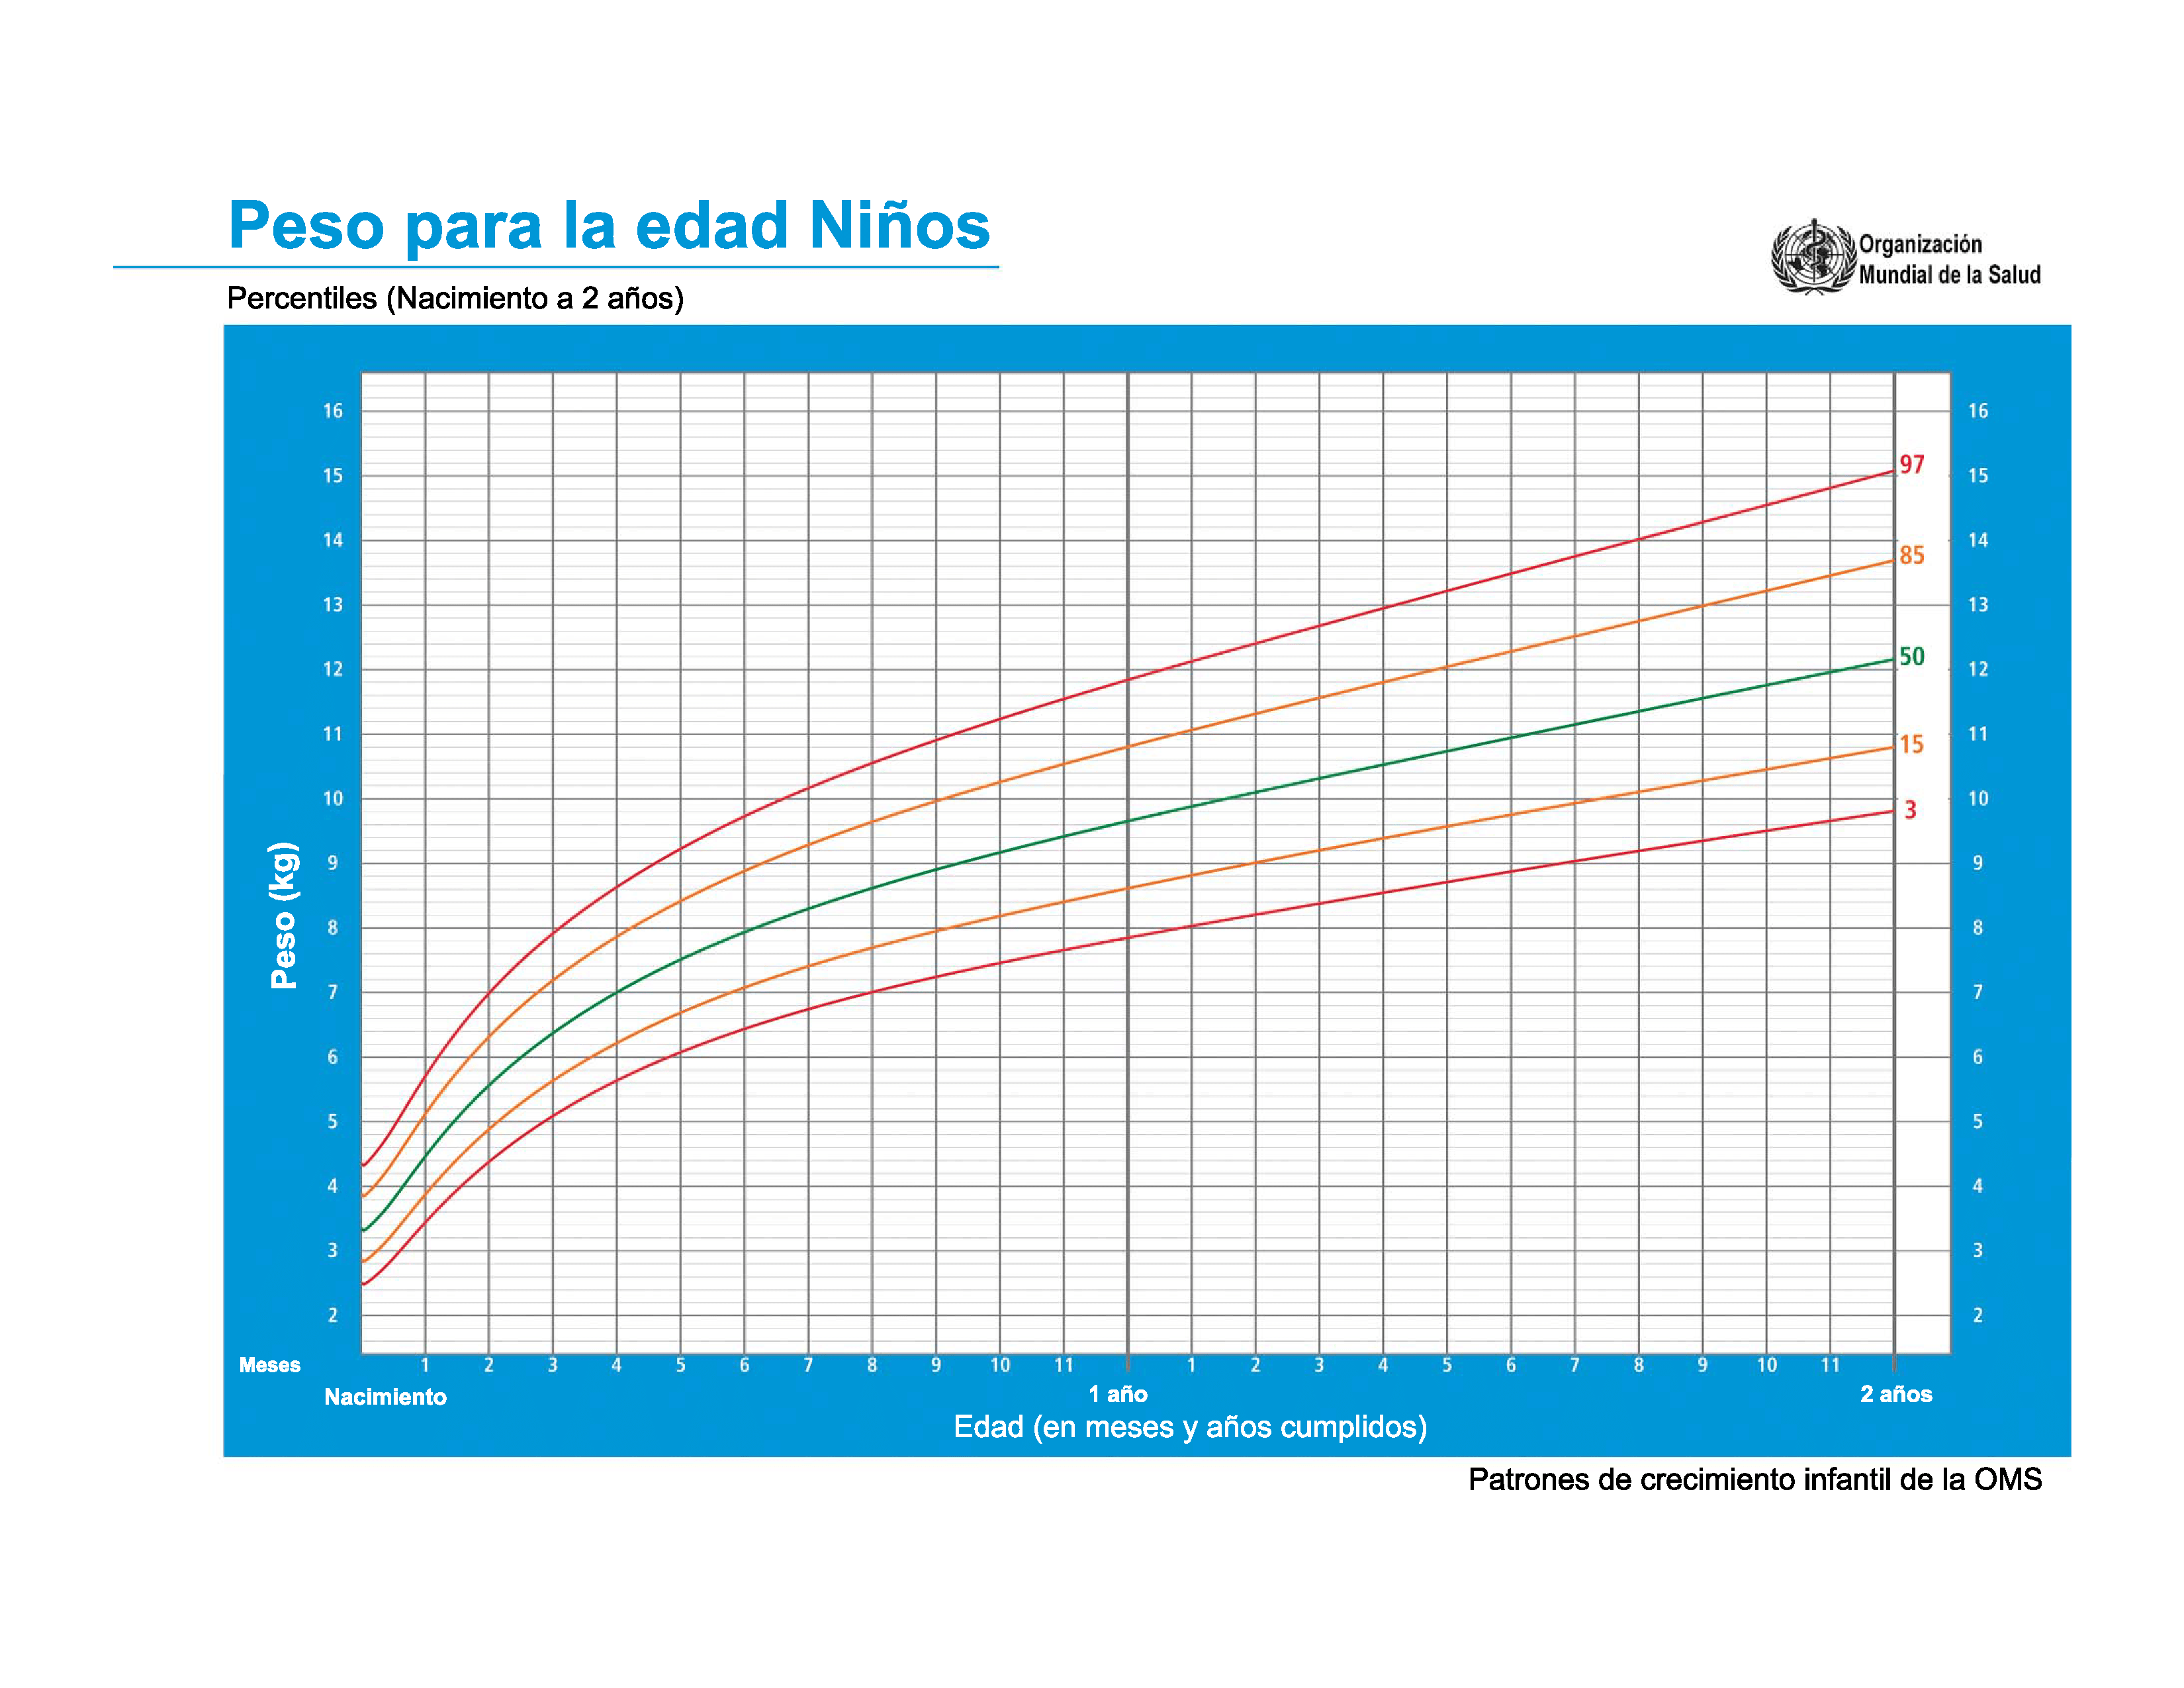 Peso para la edad Niños
Organización
Mundial de la Salud
Percentiles (Nacimiento a 2 años)
16 16
97
15 15
14 14
85
13 13
50
12 12
11 11
15
10 10
3
9 9
8 8
7 7
6 6
5 5
4 4
3 3
2 2
Peso (kg)
Meses 1 2 3 4 5 6 7 8 9 10 11 1 2 3 4 5 6 7 8 9 10 11
Nacimiento 1 año 2 años
Edad (en meses y años cumplidos)
Patrones de crecimiento infantil de la OMS